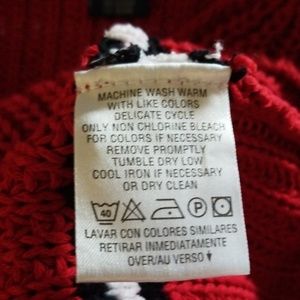 MACHINE WASH WARM
WITH LIKE COLORS
DELICATE CYCLE
ONLY NON CHLORINE BLEACH
FOR COLORS IF NECESSARY
REMOVE PROMPTLY
TUMBLE DRY LOW
COOL IRON IF NECESSARY
OR DRY CLEAN
40 P
LAVAR CON COLORES SIMILARES
RETIRAR INMEDIATAMENTE
OVER/AU VERSO